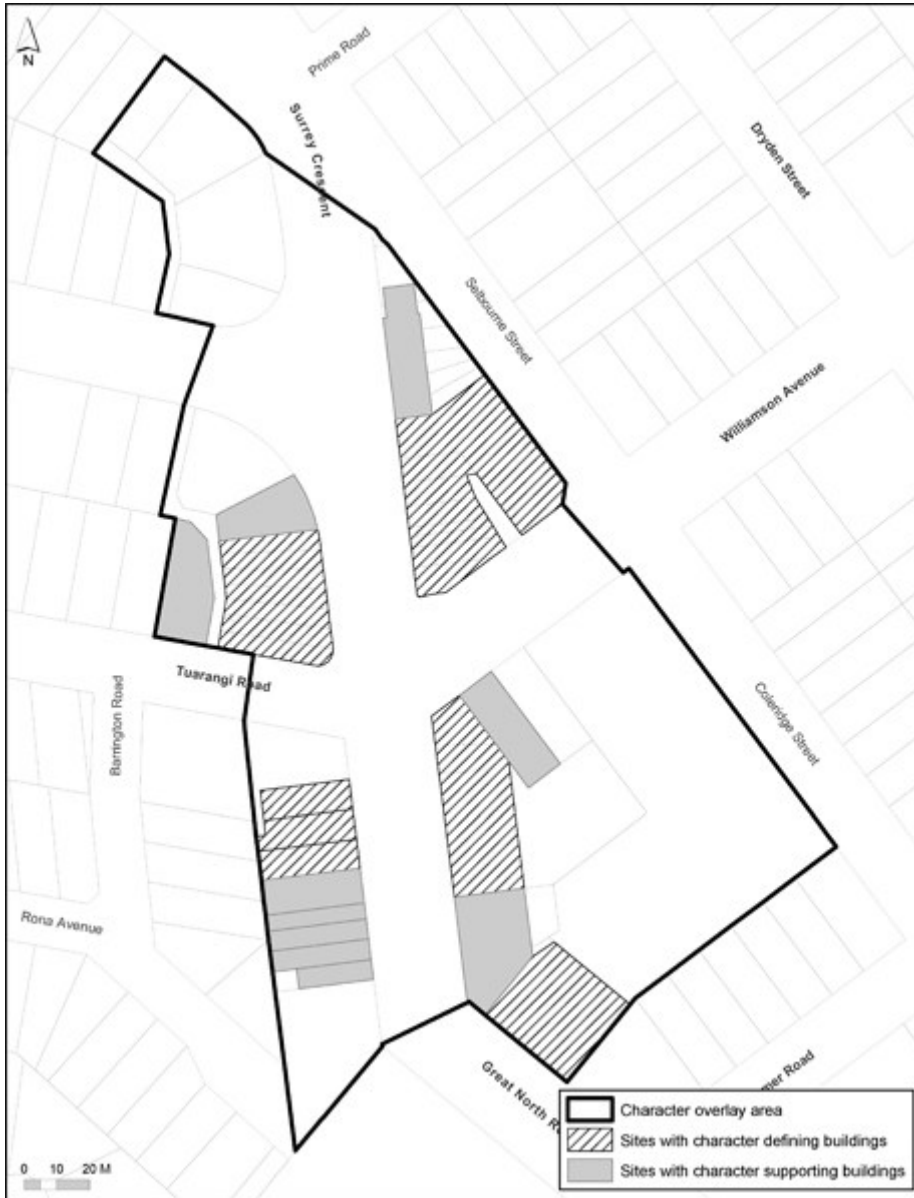 N
Prime Road
Surrey Crescent
Dryden Street
Selbourne Street
Williamson Avenue
Tuarangi Road
Barrington Road
Coleridge Street
Rona Avenue
Great North
Road
Character overlay area
Sites with character defining buildings
Sites with character supporting buildings
0 10 20 M